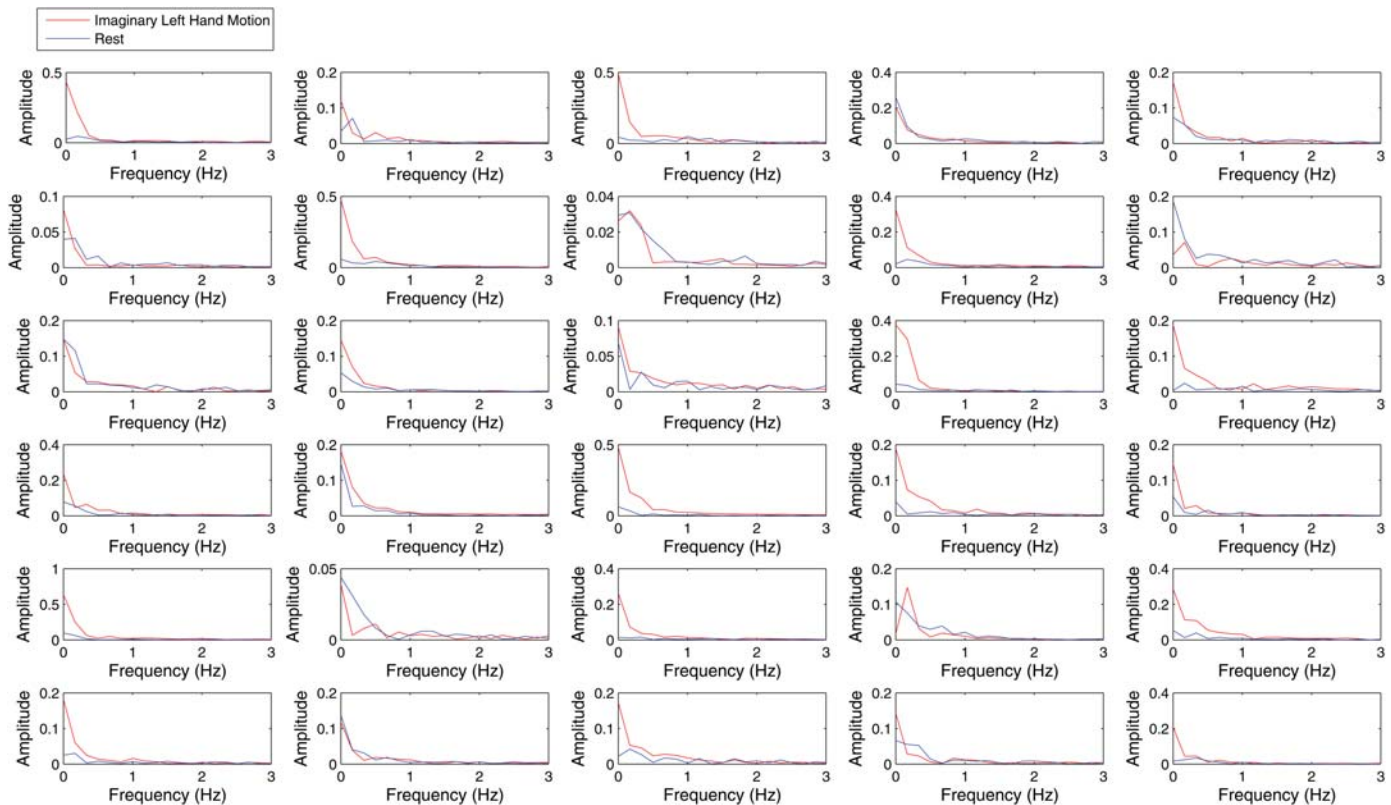 Imaginary Left Hand Motion
Rest
0.5 0.2 0.5 0.4 0.2
Amplitude Amplitude Amplitude Amplitude Amplitude
0.1 0.2 0.1
0 0 0 0 0
0 1 2 3 0 1 2 3 0 1 2 3 0 1 2 3 0 1 2 3
Frequency (Hz) Frequency (Hz) Frequency (Hz) Frequency (Hz) Frequency (Hz)
0.1 0.5 0.04 0.4 0.2
Amplitude Amplitude Amplitude Amplitude Amplitude
0.05 0.02 0.2 0.1
0 0 0 0 0
0 1 2 3 0 1 2 3 0 1 2 3 0 1 2 3 0 1 2 3
Frequency (Hz) Frequency (Hz) Frequency (Hz) Frequency (Hz) Frequency (Hz)
0.2 0.2 0.1 0.4 0.2
Amplitude Amplitude Amplitude Amplitude Amplitude
0.1 0.1 0.05 0.2 0.1
0 0 0 0 0
0 1 2 3 0 1 2 3 0 1 2 3 0 1 2 3 0 1 2 3
Frequency (Hz) Frequency (Hz) Frequency (Hz) Frequency (Hz) Frequency (Hz)
0.4 0.2 0.5 0.2 0.2
Amplitude Amplitude Amplitude Amplitude Amplitude
0.2 0.1 0.1 0.1
0 0 0 0 0
0 1 2 3 0 1 2 3 0 1 2 3 0 1 2 3 0 1 2 3
Frequency (Hz) Frequency (Hz) Frequency (Hz) Frequency (Hz) Frequency (Hz)
1 0.05 0.4 0.2 0.4
Amplitude Amplitude Amplitude Amplitude Amplitude
0.5 0.2 0.1 0.2
0 0 0 0 0
0 1 2 3 0 1 2 3 0 1 2 3 0 1 2 3 0 1 2 3
Frequency (Hz) Frequency (Hz) Frequency (Hz) Frequency (Hz) Frequency (Hz)
0.2 0.2 0.2 0.2 0.4
Amplitude Amplitude Amplitude Amplitude Amplitude
0.1 0.1 0.1 0.1 0.2
0 0 0 0 0
0 1 2 3 0 1 2 3 0 1 2 3 0 1 2 3 0 1 2 3
Frequency (Hz) Frequency (Hz) Frequency (Hz) Frequency (Hz) Frequency (Hz)